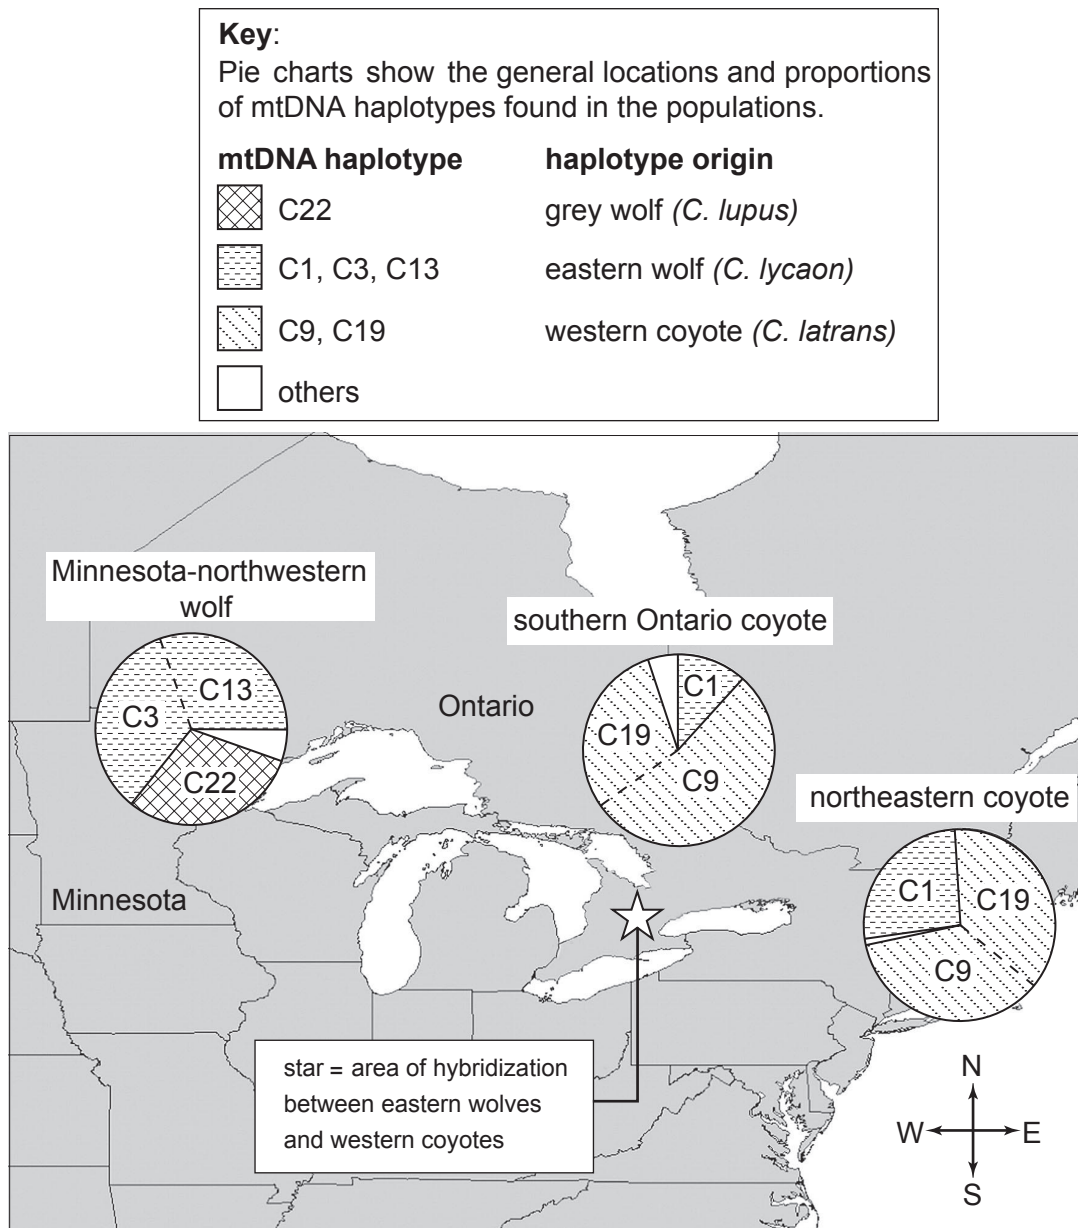 Key:
Pie charts show the general locations and proportions
of mtDNA haplotypes found in the populations.
mtDNA haplotype haplotype origin
C22 grey wolf (C. lupus)
C1, C3, C13 eastern wolf (C. lycaon)
C9, C19 western coyote (C. latrans)
others
Minnesota-northwestern
wolf
southern Ontario coyote
C13
C1
C3
Ontario
C19
C22
C9
northeastern coyote
Minnesota
C1
C19
C9
star = area of hybridization
between eastern wolves
and western coyotes
N
W E
S